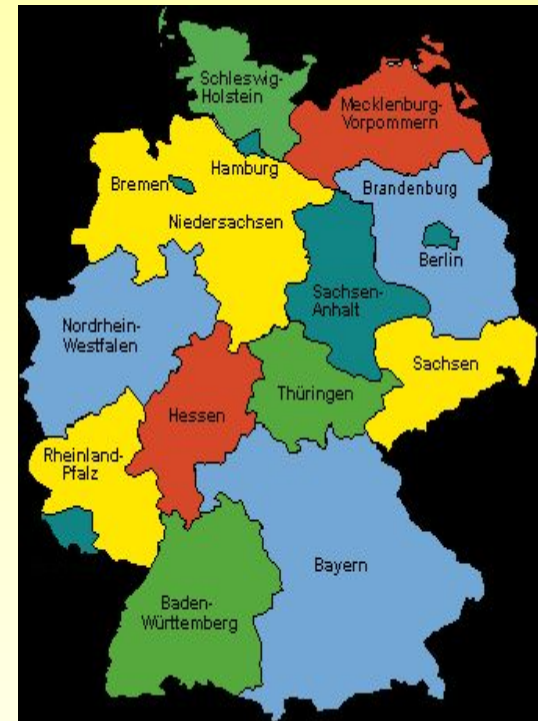 Schleswig-
Holstein
Mecklenburg-
Vorpommern
Hamburg
Bremen
Brandenburg
Niedersachsen
Berlin
Sachsen-
Anhalt
Nordrhein-
Westfalen
Sachsen
Thüringen
Hessen
Rheinland-
Pfalz
Bayern
Baden-
Württemberg